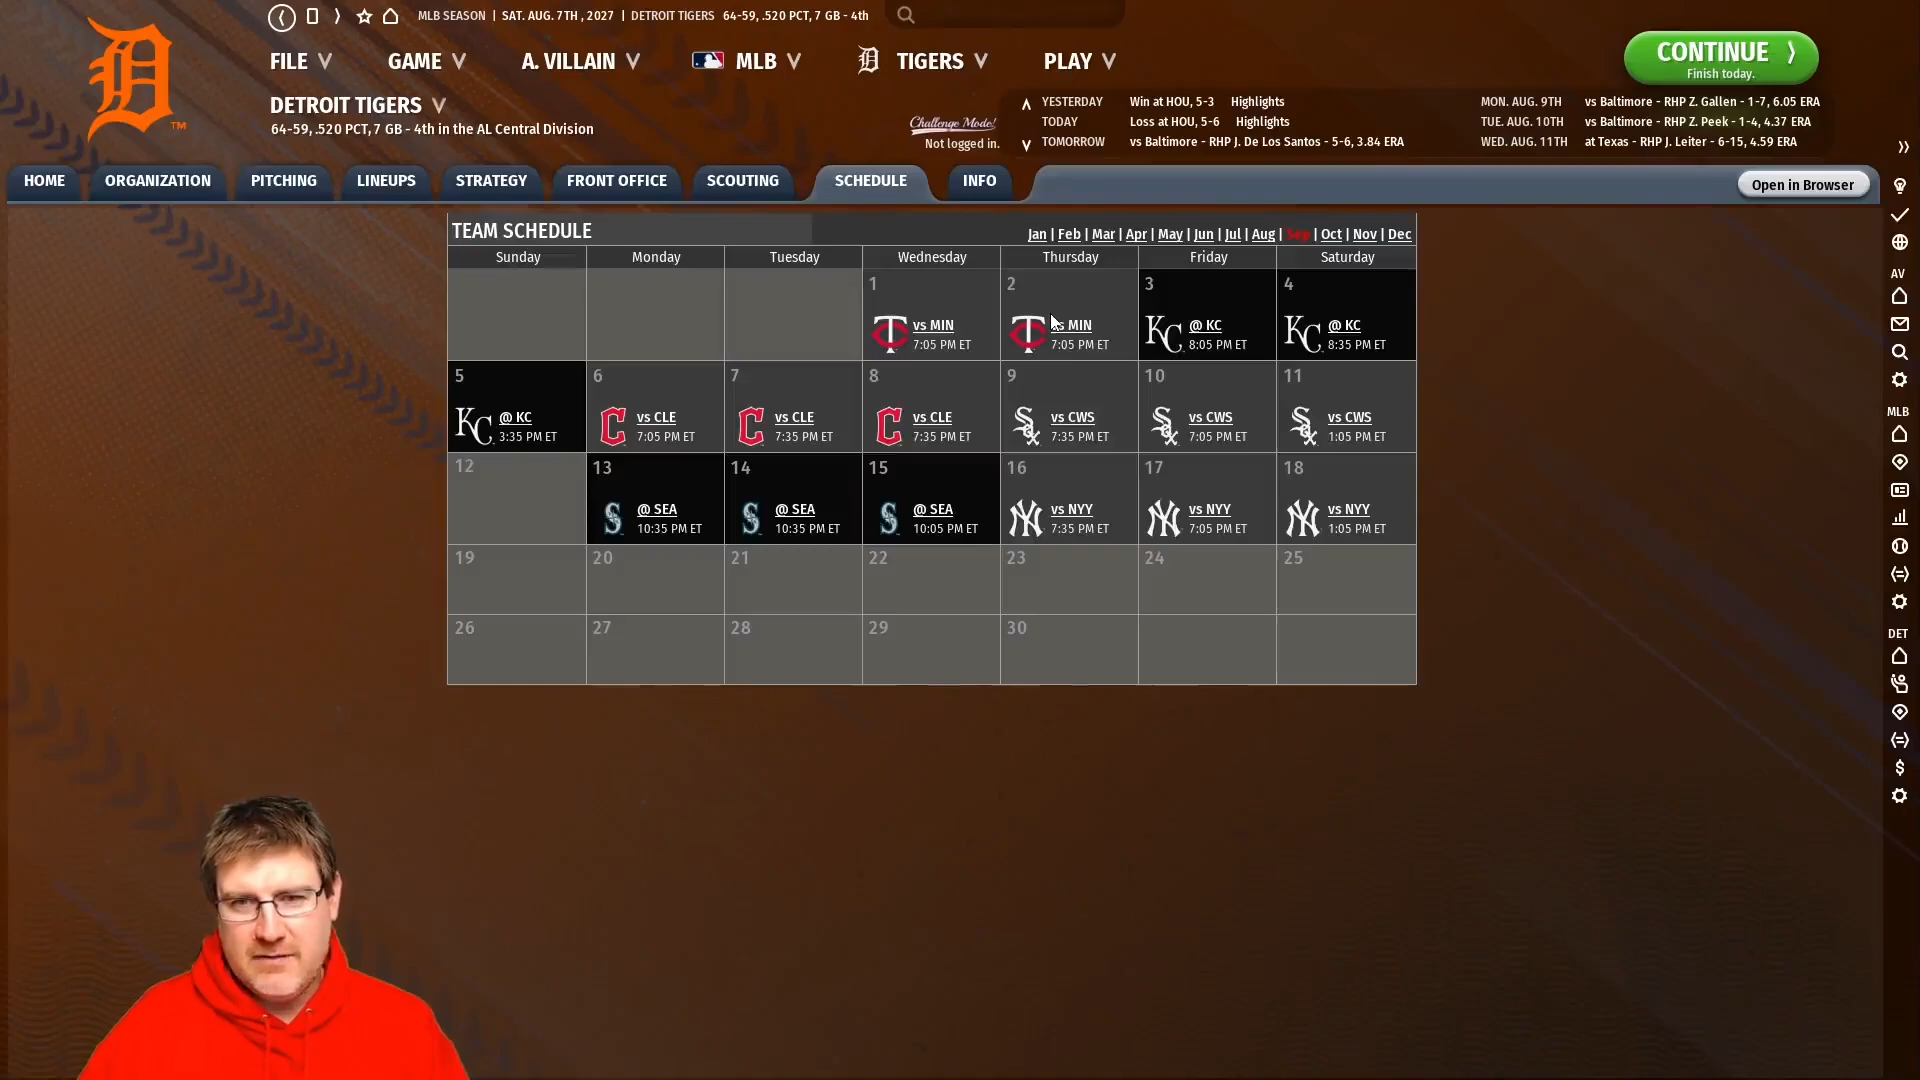 MLB SEASON | SAT. AUG. 7TH , 2027 | DETROIT TIGERS 64-59, .520 PCT, 7 GB - 4th
FILE GAME A. VILLAIN MLB TIGERS PLAY
CONTINUE
Finish today.
DETROIT TIGERS
64-59, .520 PCT, 7 GB - 4th in the AL Central Division
Challenge Mode!
Not logged in.
YESTERDAY Win at HOU, 5-3 Highlights
TODAY Loss at HOU, 5-6 Highlights
TOMORROW vs Baltimore - RHP J. De Los Santos - 5-6, 3.84 ERA
MON. AUG. 9TH vs Baltimore - RHP Z. Gallen - 1-7, 6.05 ERA
TUE. AUG. 10TH vs Baltimore - RHP Z. Peek - 1-4, 4.37 ERA
WED. AUG. 11TH at Texas - RHP J. Leiter - 6-15, 4.59 ERA
HOME ORGANIZATION PITCHING LINEUPS STRATEGY FRONT OFFICE SCOUTING SCHEDULE INFO
Open in Browser
TEAM SCHEDULE
Jan | Feb | Mar | Apr | May | Jun | Jul | Aug | Sep | Oct | Nov | Dec
Sunday Monday Tuesday Wednesday Thursday Friday Saturday
1 2 3 4
vs MIN vs MIN @ KC @ KC
7:05 PM ET 7:05 PM ET 8:05 PM ET 8:35 PM ET
5 6 7 8 9 10 11
@ KC vs CLE vs CLE vs CLE vs CWS vs CWS vs CWS
3:35 PM ET 7:05 PM ET 7:35 PM ET 7:35 PM ET 7:35 PM ET 7:05 PM ET 1:05 PM ET
12 13 14 15 16 17 18
@ SEA @ SEA @ SEA vs NYY vs NYY vs NYY
10:35 PM ET 10:35 PM ET 10:05 PM ET 7:35 PM ET 7:05 PM ET 1:05 PM ET
19 20 21 22 23 24 25
26 27 28 29 30
AV
MLB
DET